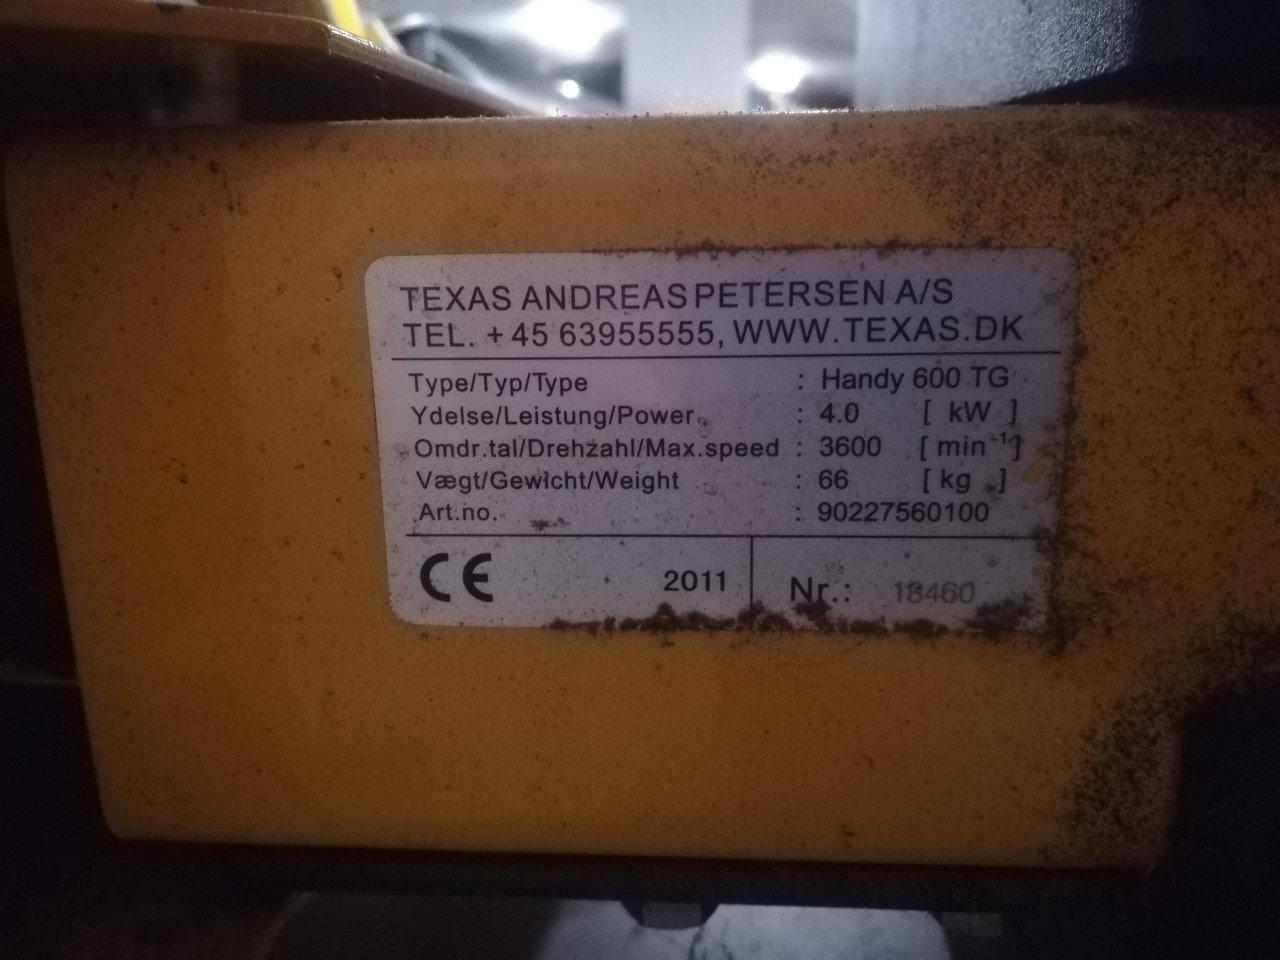 TEXAS ANDREAS PETERSEN A/S
TEL. +45 63955555, WWW.TEXAS.DK
Type/Typ/Type : Handy 600 TG
Ydelse/Leistung/Power : 4.0 [ kW ]
Omdr.tal/Drehzahl/Max.speed : 3600 [ min⁻¹ ]
Vægt/Gewicht/Weight : 66 [ kg ]
Art.no. : 90227560100
CE 2011 Nr.: 18460